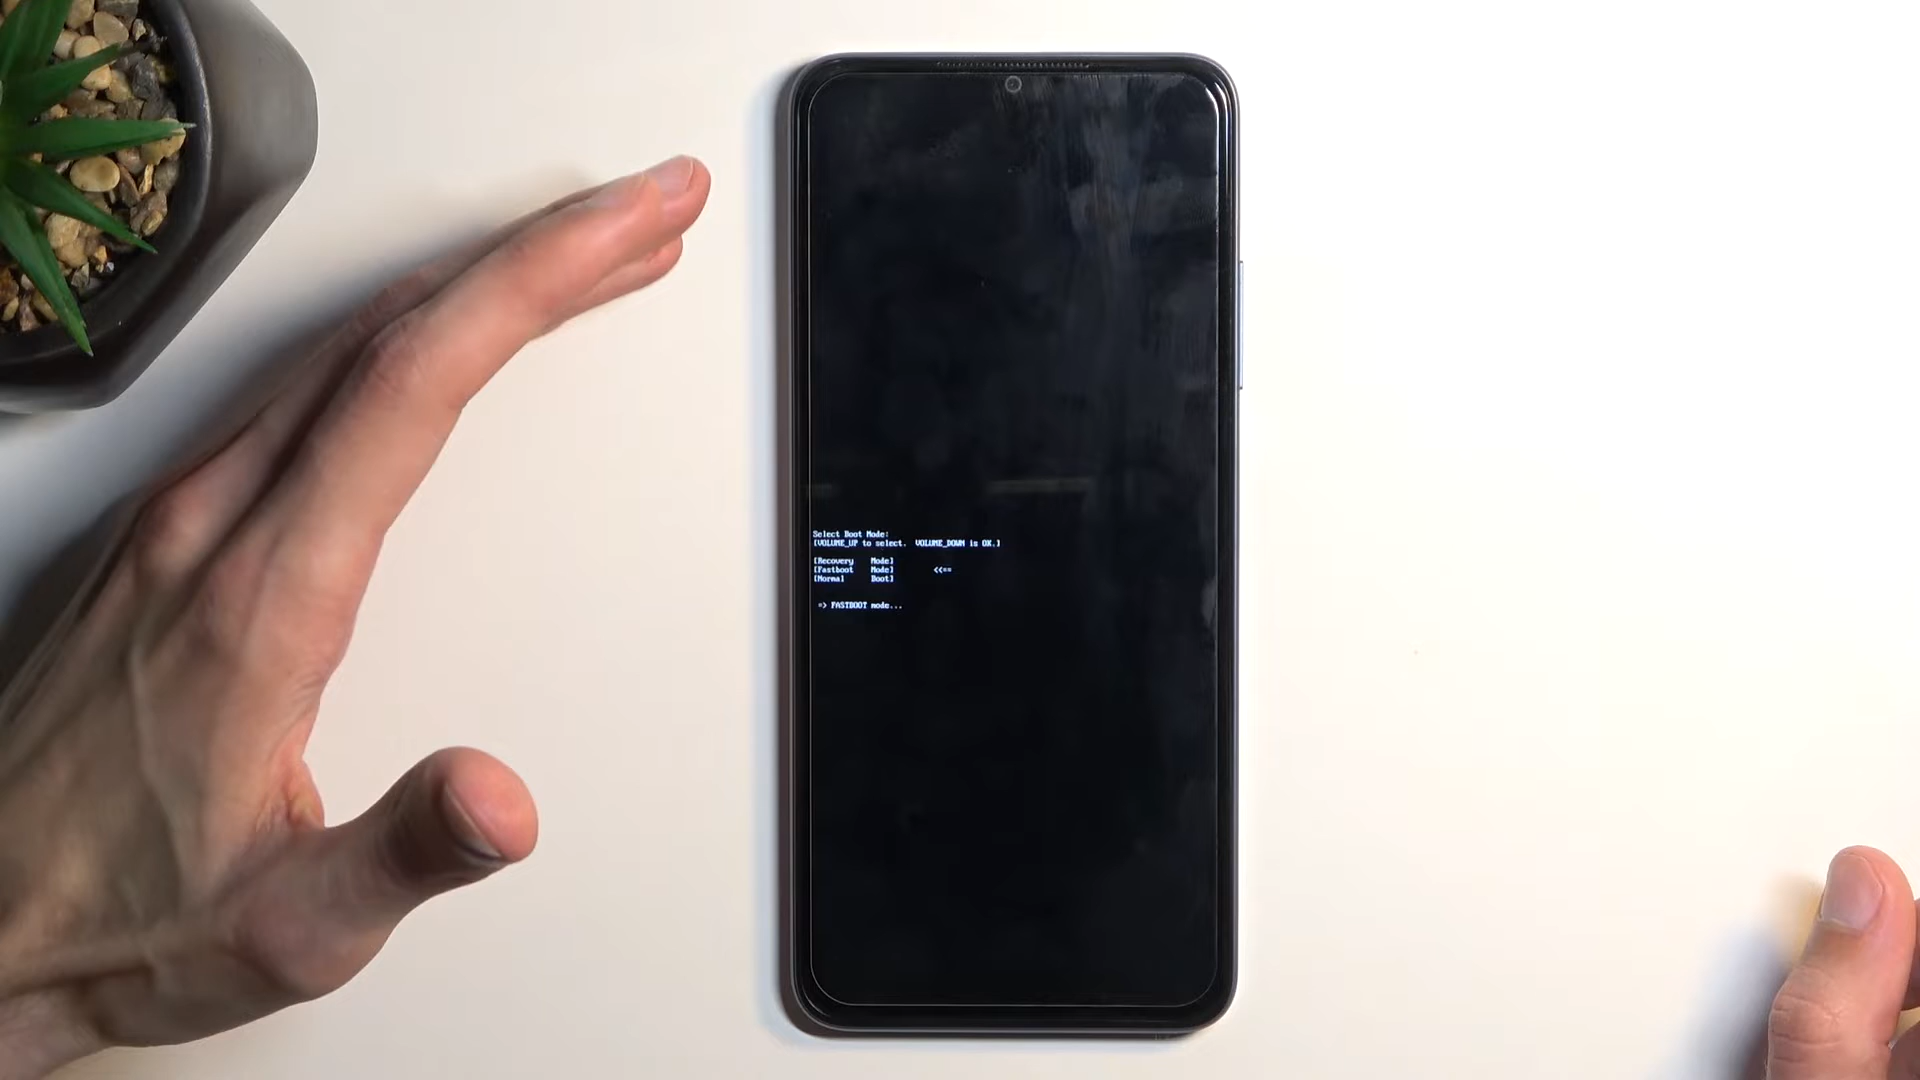 Select Boot Mode:
[VOLUME_UP to select. VOLUME_DOWN is OK.]
[Recovery Mode]
[Fastboot Mode] <<==
[Normal Boot]
=> FASTBOOT mode...